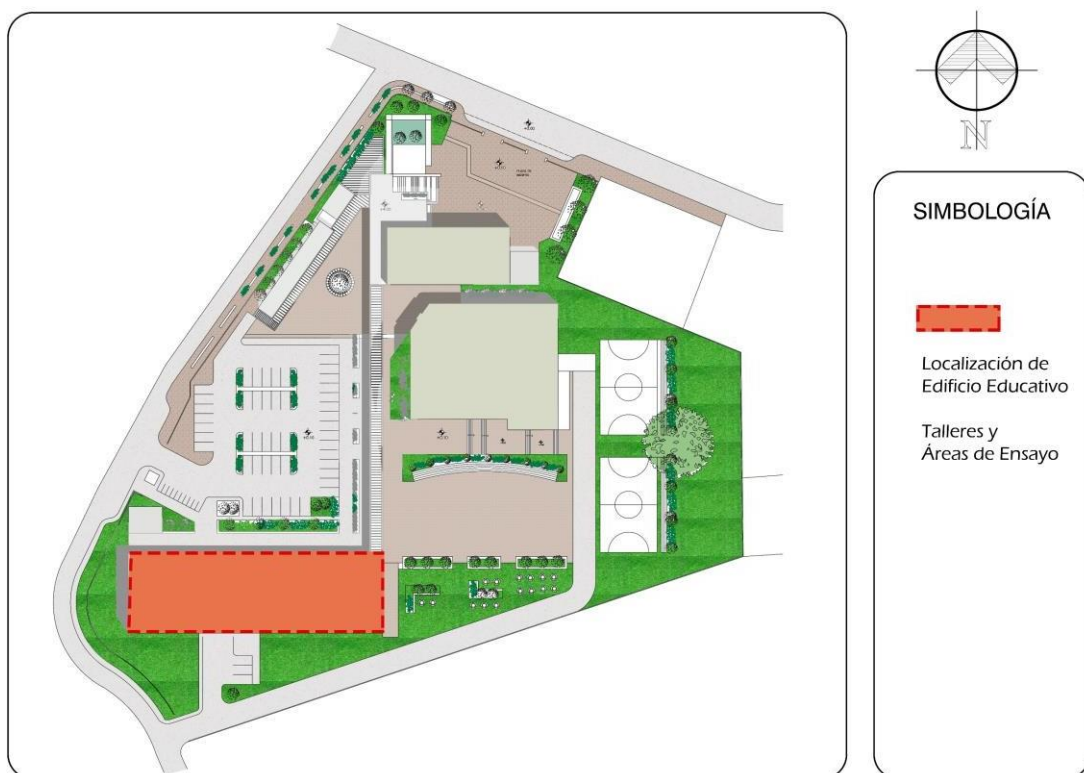 N
SIMBOLOGÍA
Localización de
Edificio Educativo
Talleres y
Áreas de Ensayo